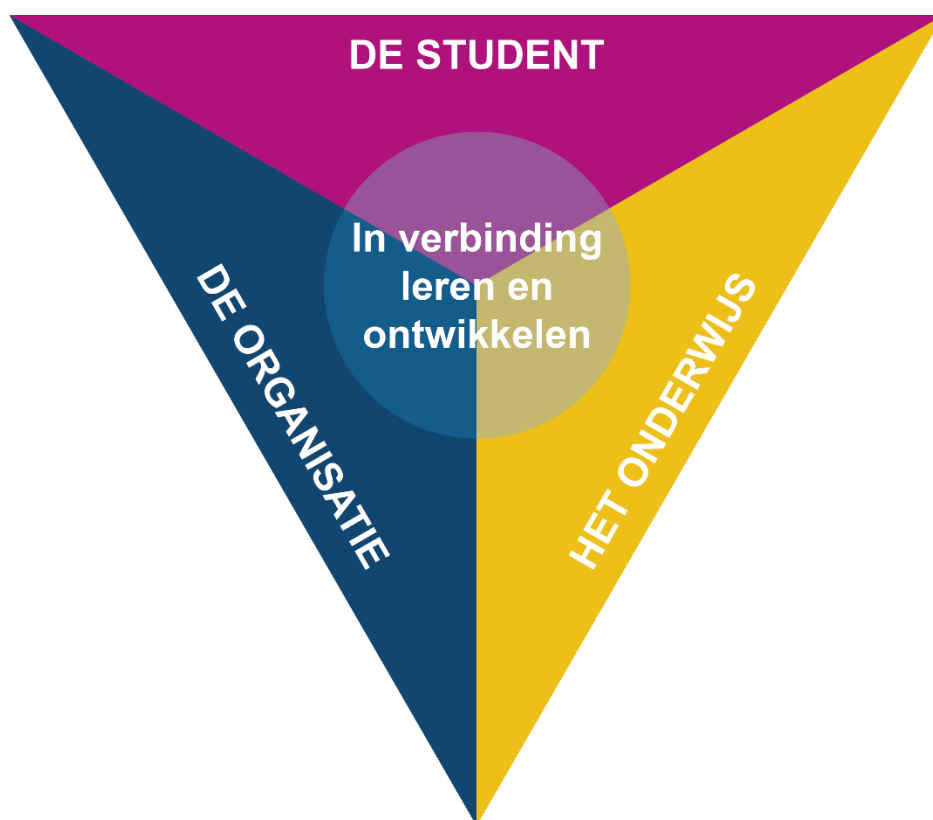 DE STUDENT
In verbinding
leren en
ontwikkelen
DE ORGANISATIE
HET ONDERWIJS